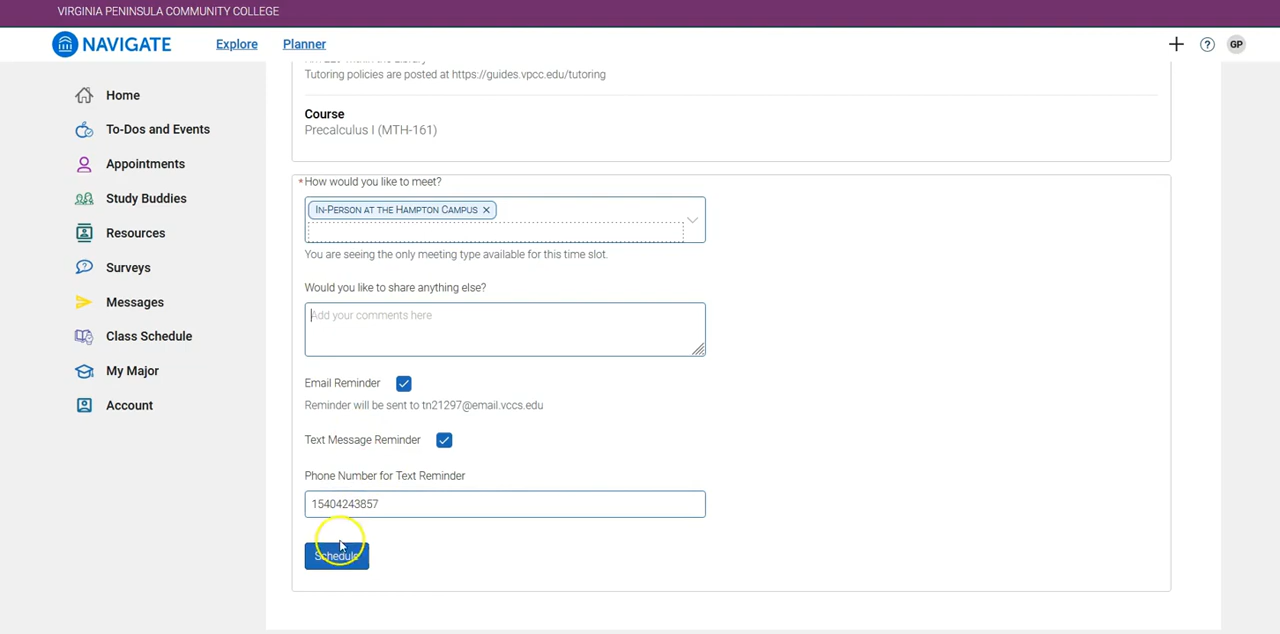 VIRGINIA PENINSULA COMMUNITY COLLEGE
NAVIGATE
Explore
Planner
GP
Home
To-Dos and Events
Appointments
Study Buddies
Resources
Surveys
Messages
Class Schedule
My Major
Account
Tutoring policies are posted at https://guides.vpcc.edu/tutoring
Course
Precalculus I (MTH-161)
* How would you like to meet?
IN-PERSON AT THE HAMPTON CAMPUS ×
You are seeing the only meeting type available for this time slot.
Would you like to share anything else?
Add your comments here
Email Reminder
Reminder will be sent to tn21297@email.vccs.edu
Text Message Reminder
Phone Number for Text Reminder
15404243857
Schedule